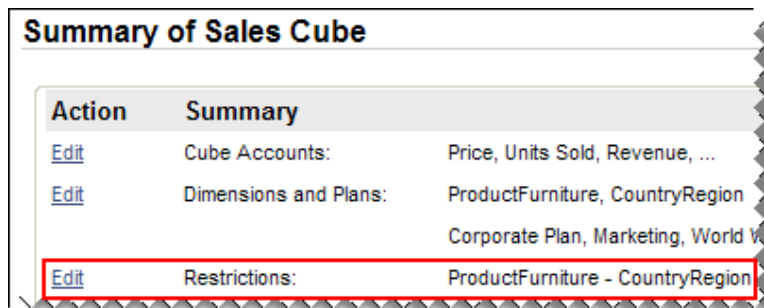 Summary of Sales Cube
Action Summary
Edit Cube Accounts: Price, Units Sold, Revenue, ...
Edit Dimensions and Plans: ProductFurniture, CountryRegion
Corporate Plan, Marketing, World
Edit Restrictions: ProductFurniture - CountryRegion